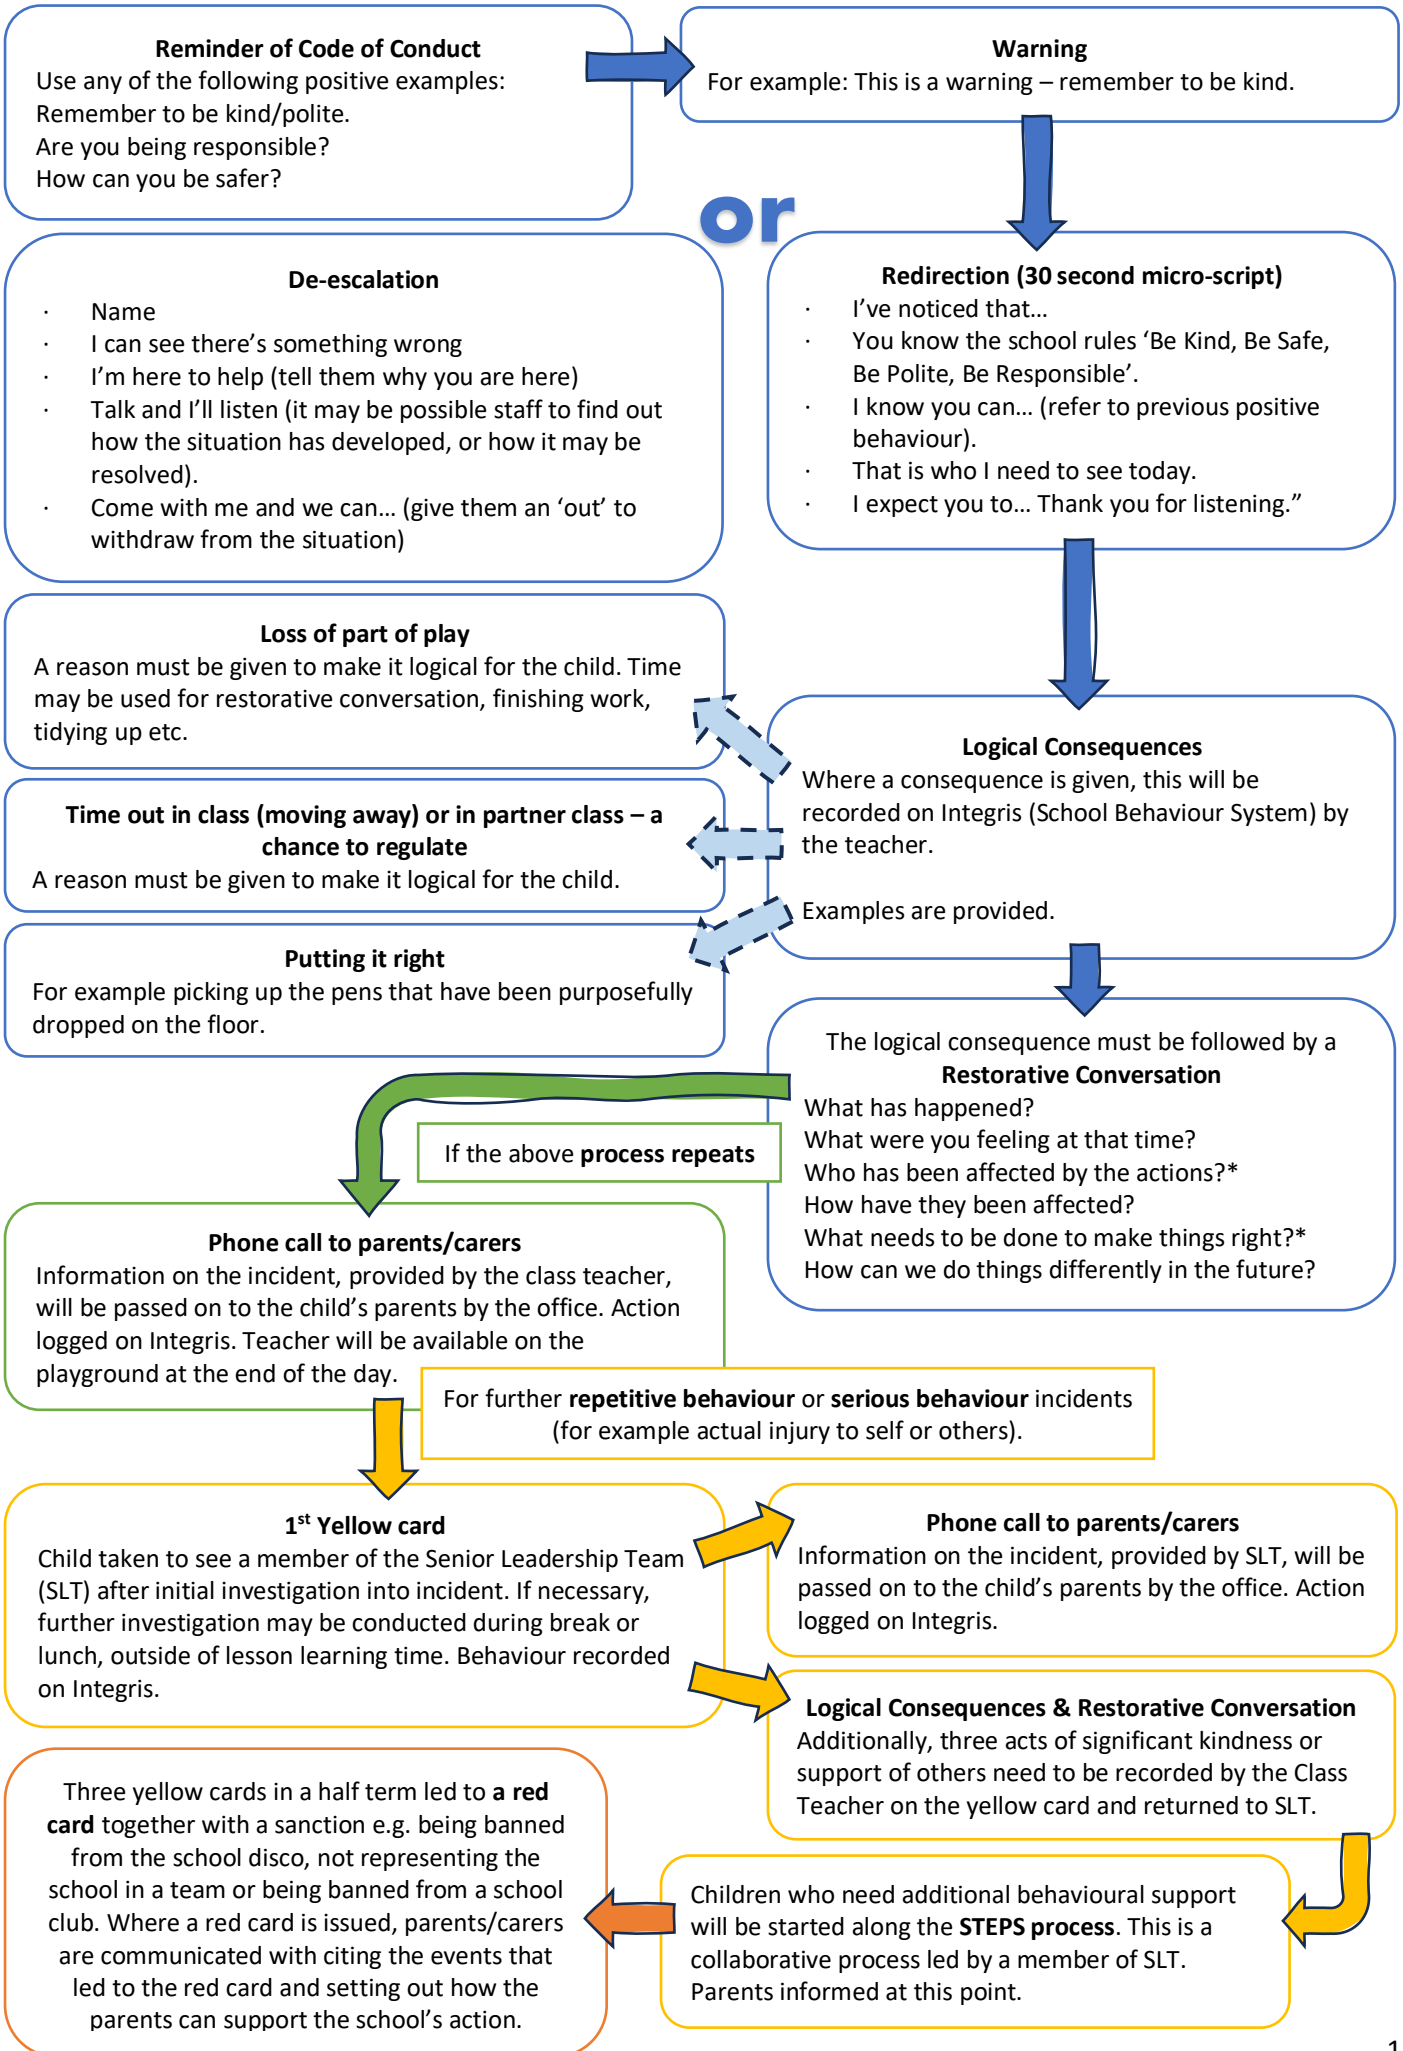 Reminder of Code of Conduct
Use any of the following positive examples:
Remember to be kind/polite.
Are you being responsible?
How can you be safer?
Warning
For example: This is a warning – remember to be kind.
or
De-escalation
· Name
· I can see there’s something wrong
· I’m here to help (tell them why you are here)
· Talk and I’ll listen (it may be possible staff to find out
how the situation has developed, or how it may be
resolved).
· Come with me and we can… (give them an ‘out’ to
withdraw from the situation)
Redirection (30 second micro-script)
· I’ve noticed that…
· You know the school rules ‘Be Kind, Be Safe,
Be Polite, Be Responsible’.
· I know you can… (refer to previous positive
behaviour).
· That is who I need to see today.
· I expect you to… Thank you for listening.”
Loss of part of play
A reason must be given to make it logical for the child. Time
may be used for restorative conversation, finishing work,
tidying up etc.
Time out in class (moving away) or in partner class – a
chance to regulate
A reason must be given to make it logical for the child.
Putting it right
For example picking up the pens that have been purposefully
dropped on the floor.
Logical Consequences
Where a consequence is given, this will be
recorded on Integris (School Behaviour System) by
the teacher.
Examples are provided.
The logical consequence must be followed by a
Restorative Conversation
What has happened?
What were you feeling at that time?
Who has been affected by the actions?*
How have they been affected?
What needs to be done to make things right?*
How can we do things differently in the future?
If the above process repeats
Phone call to parents/carers
Information on the incident, provided by the class teacher,
will be passed on to the child’s parents by the office. Action
logged on Integris. Teacher will be available on the
playground at the end of the day.
For further repetitive behaviour or serious behaviour incidents
(for example actual injury to self or others).
1st Yellow card
Child taken to see a member of the Senior Leadership Team
(SLT) after initial investigation into incident. If necessary,
further investigation may be conducted during break or
lunch, outside of lesson learning time. Behaviour recorded
on Integris.
Phone call to parents/carers
Information on the incident, provided by SLT, will be
passed on to the child’s parents by the office. Action
logged on Integris.
Logical Consequences & Restorative Conversation
Additionally, three acts of significant kindness or
support of others need to be recorded by the Class
Teacher on the yellow card and returned to SLT.
Children who need additional behavioural support
will be started along the STEPS process. This is a
collaborative process led by a member of SLT.
Parents informed at this point.
Three yellow cards in a half term led to a red
card together with a sanction e.g. being banned
from the school disco, not representing the
school in a team or being banned from a school
club. Where a red card is issued, parents/carers
are communicated with citing the events that
led to the red card and setting out how the
parents can support the school’s action.
1